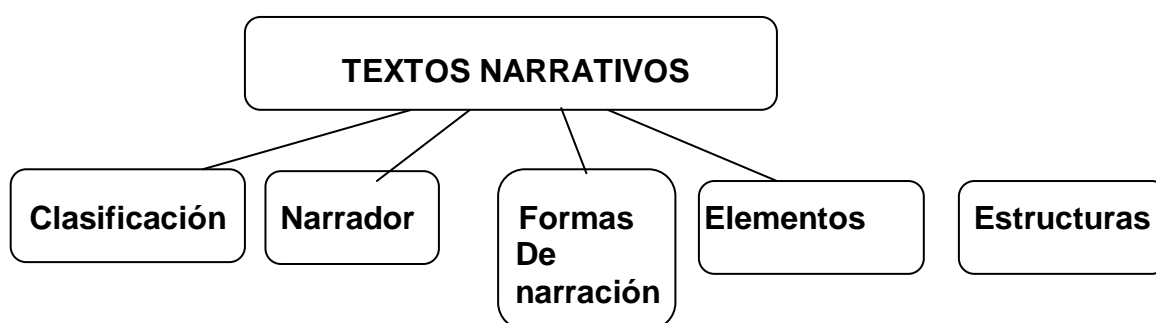 TEXTOS NARRATIVOS
Clasificación
Narrador
Formas
De
narración
Elementos
Estructuras